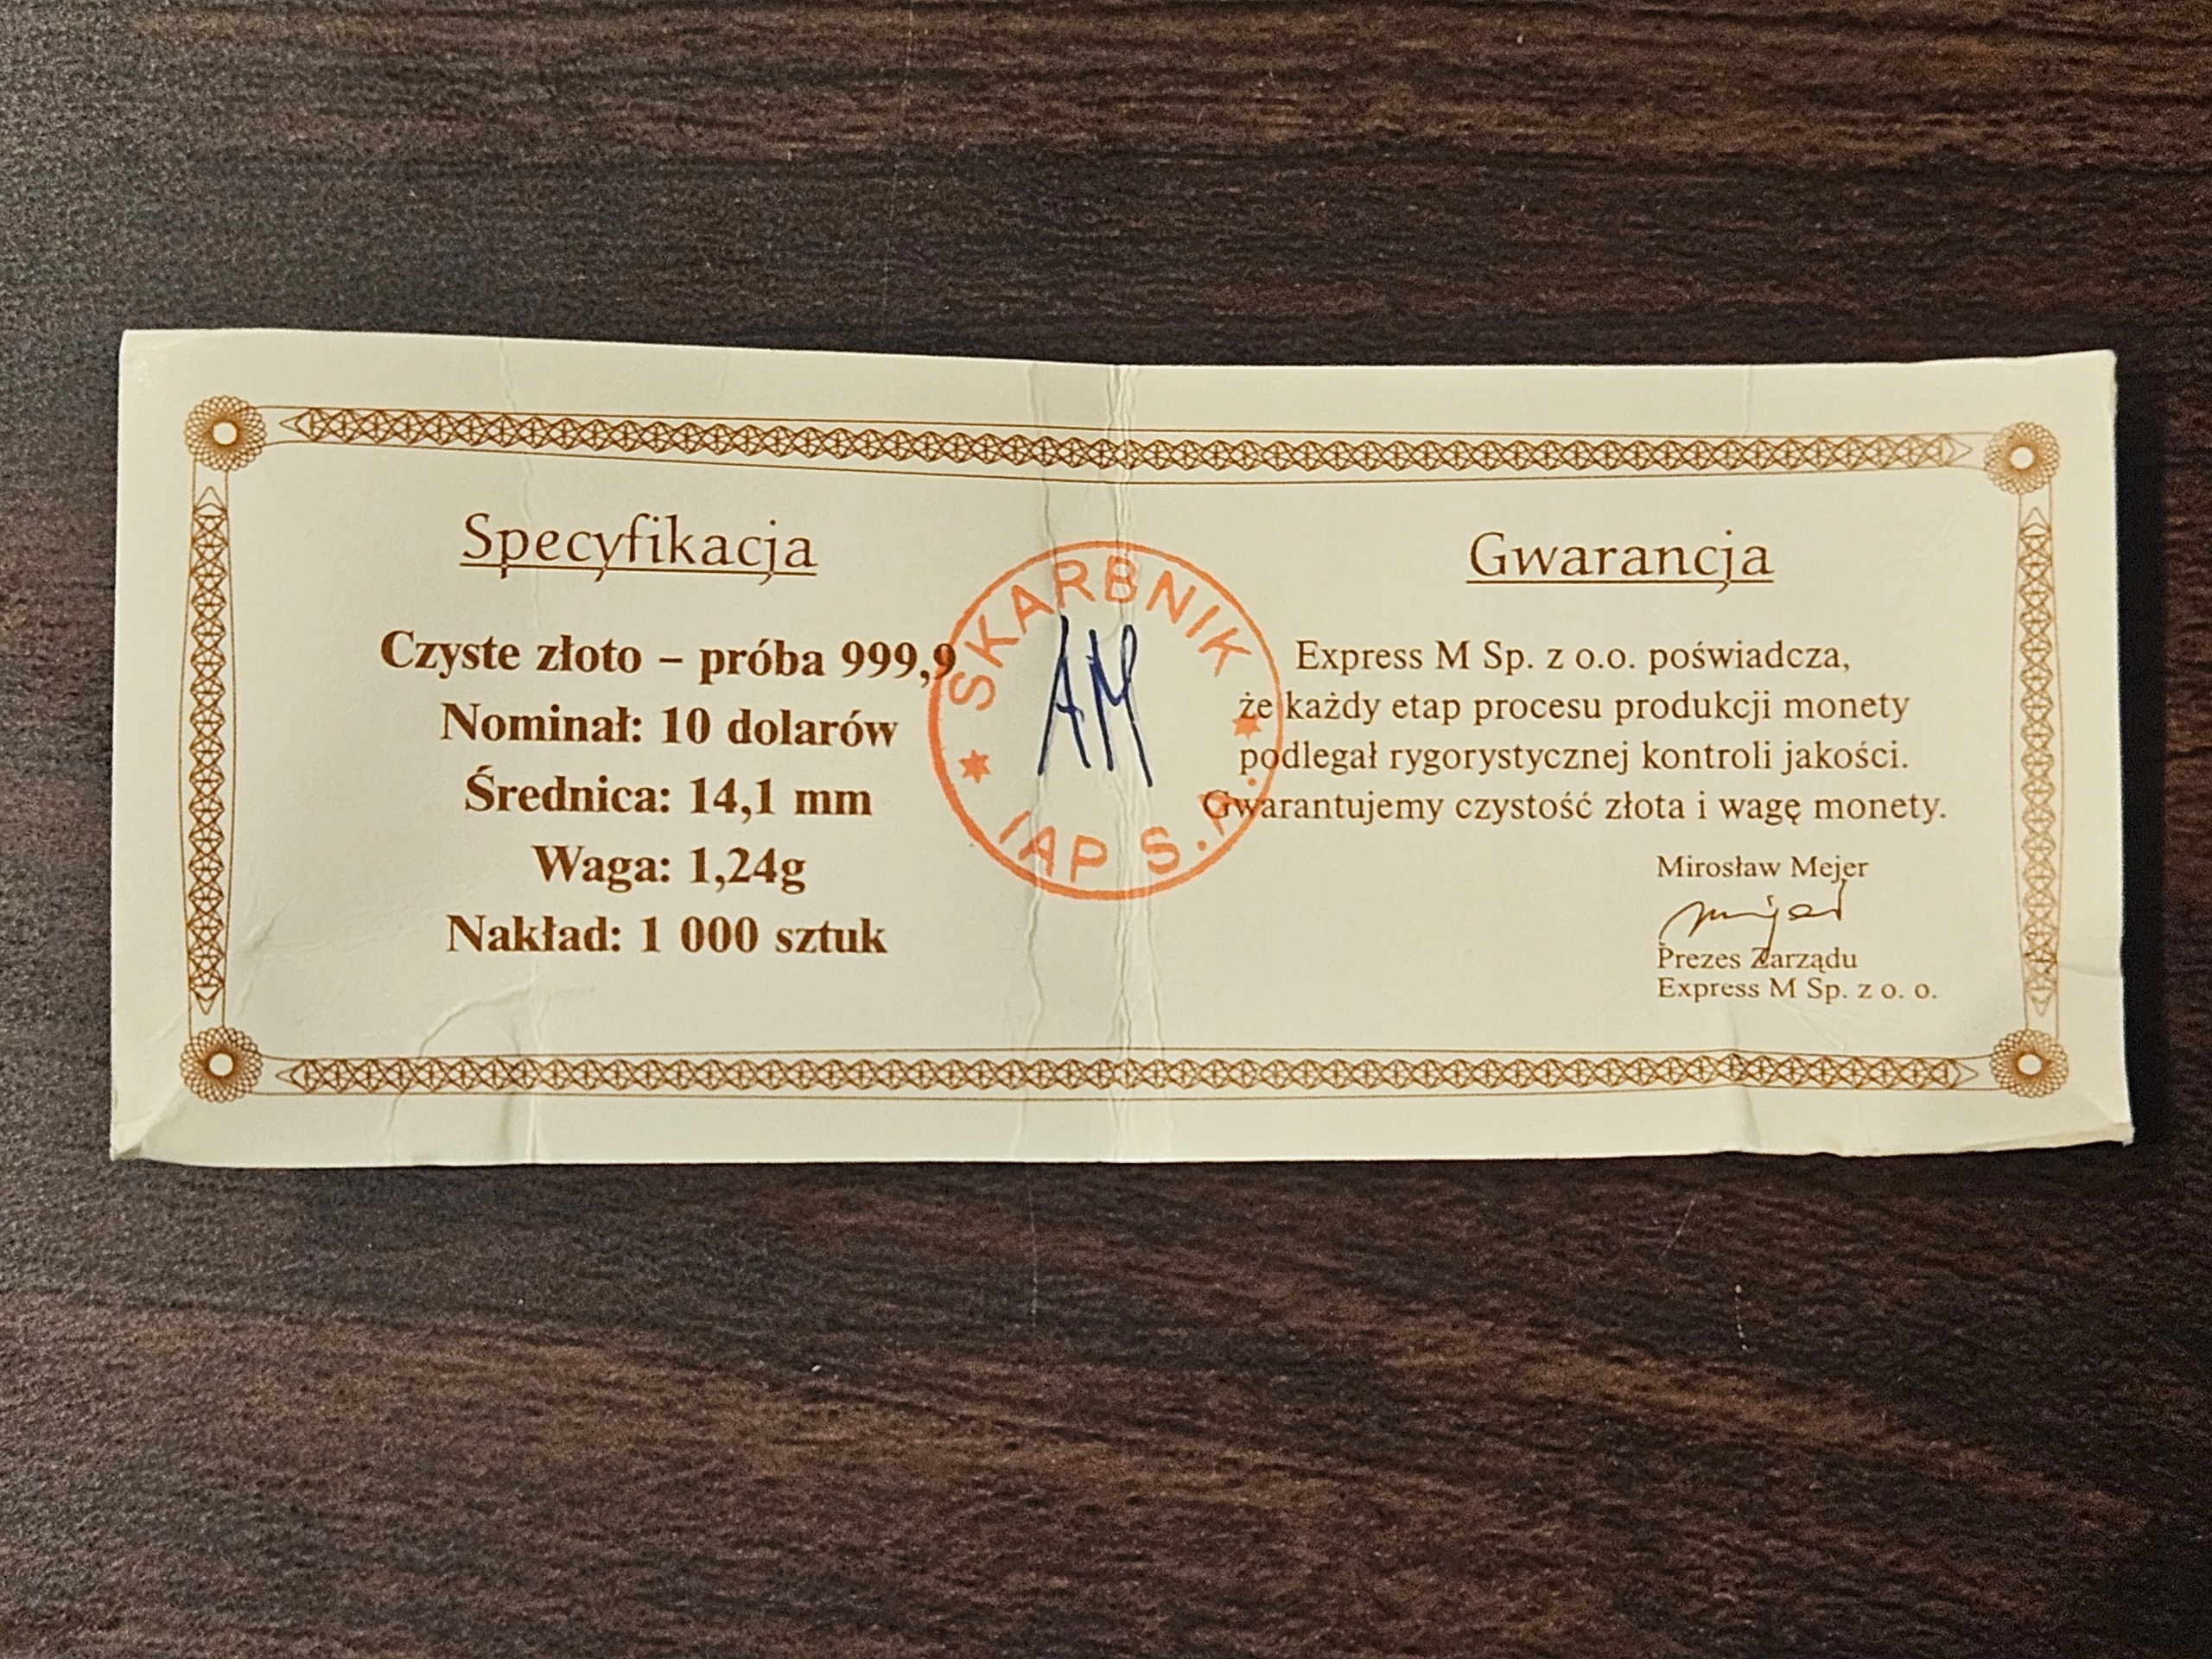 Specyfikacja
Czyste złoto – próba 999,9
Nominał: 10 dolarów
Średnica: 14,1 mm
Waga: 1,24g
Nakład: 1 000 sztuk
SKARBNIK
IAP S.A.
AM
Gwarancja
Express M Sp. z o.o. poświadcza,
że każdy etap procesu produkcji monety
podlegał rygorystycznej kontroli jakości.
Gwarantujemy czystość złota i wagę monety.
Mirosław Mejer
Prezes Zarządu
Express M Sp. z o. o.